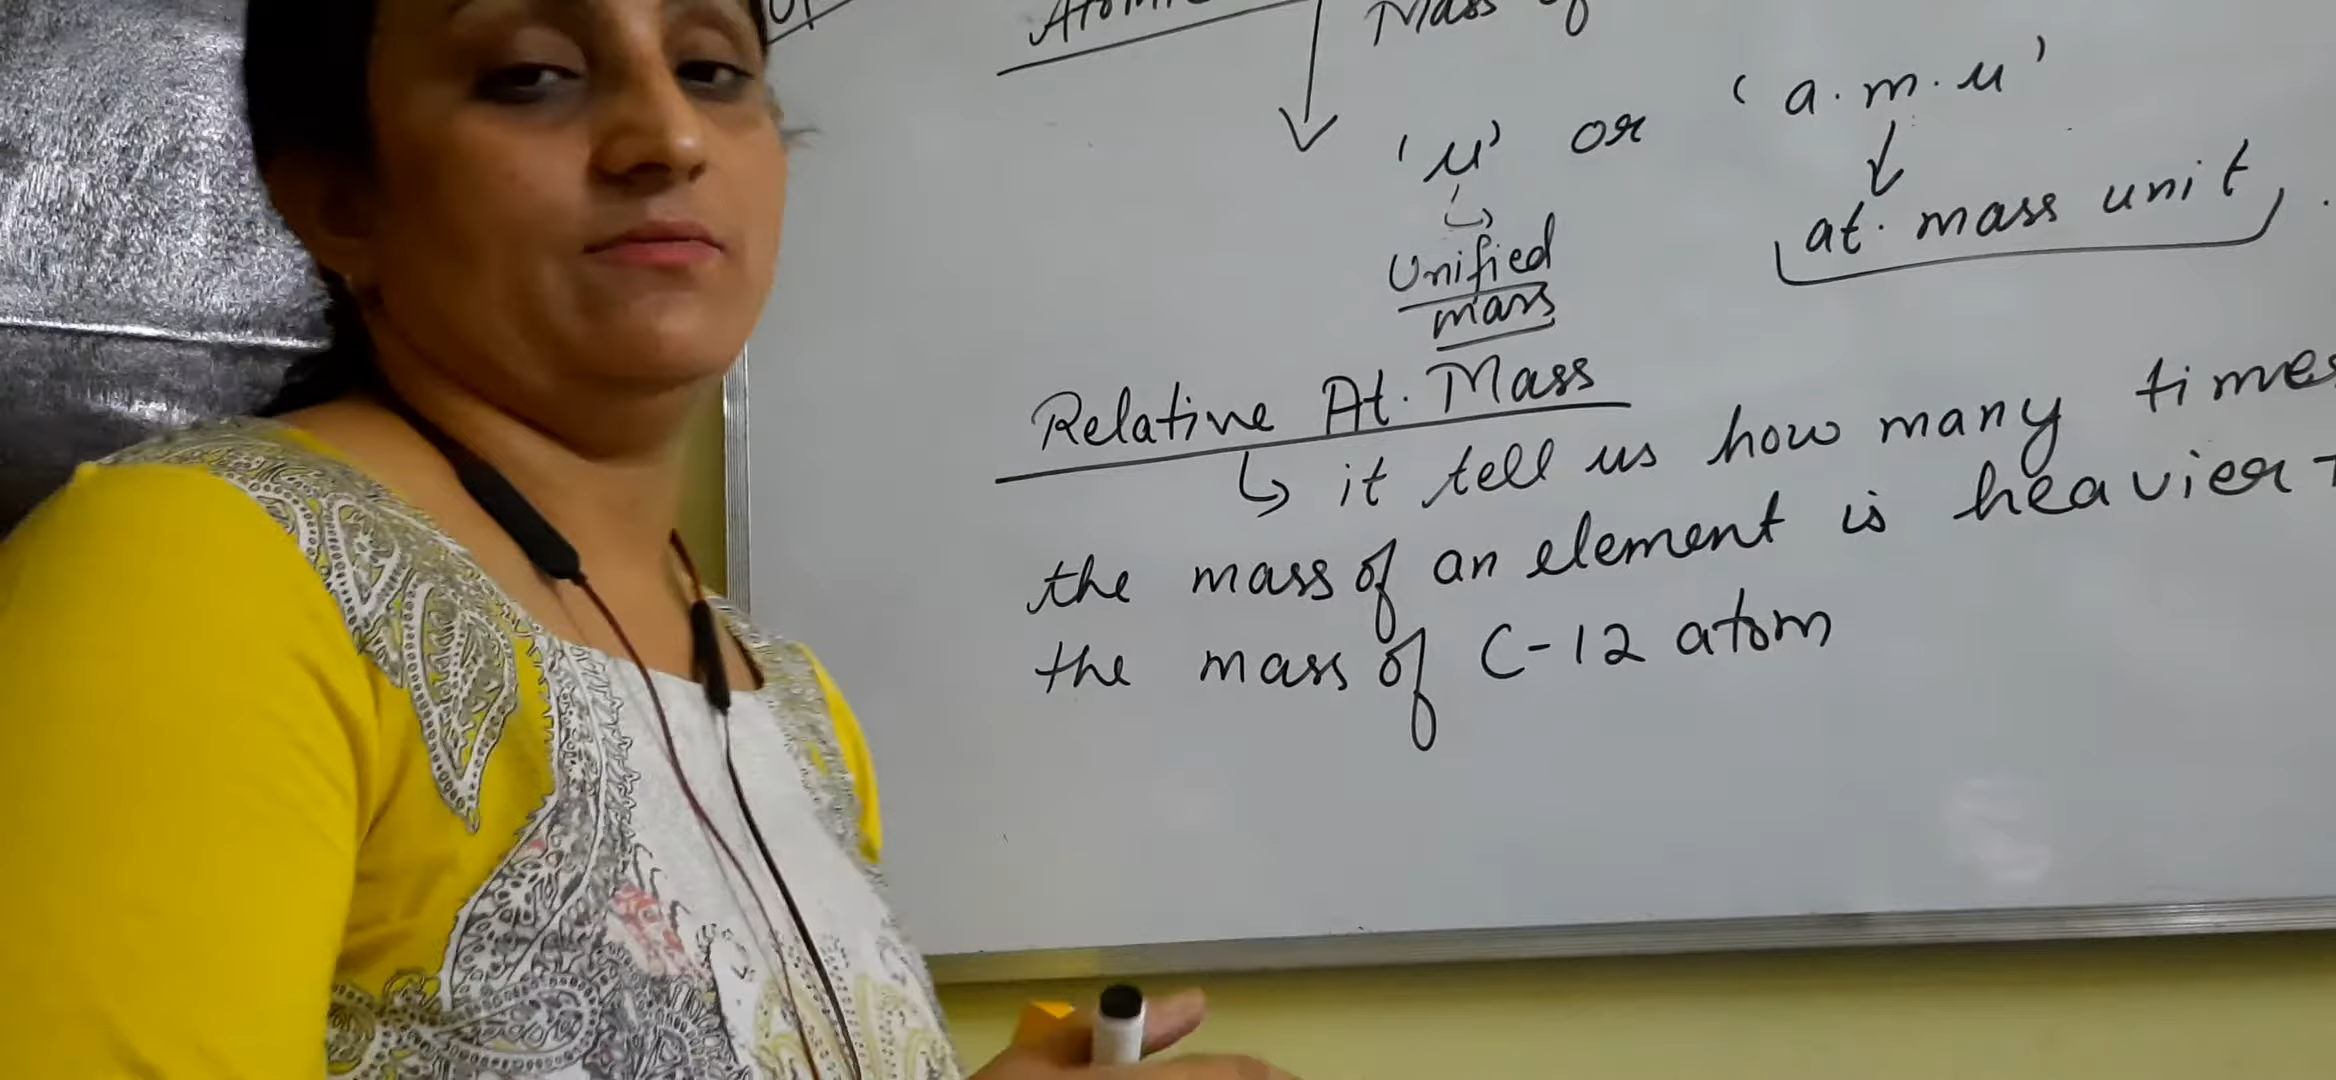 Mass of
'u' or 'a.m.u'
Unified
mass
at. mass unit
Relative At. Mass
it tell us how many times
the mass of an element is heavier
the mass of C-12 atom